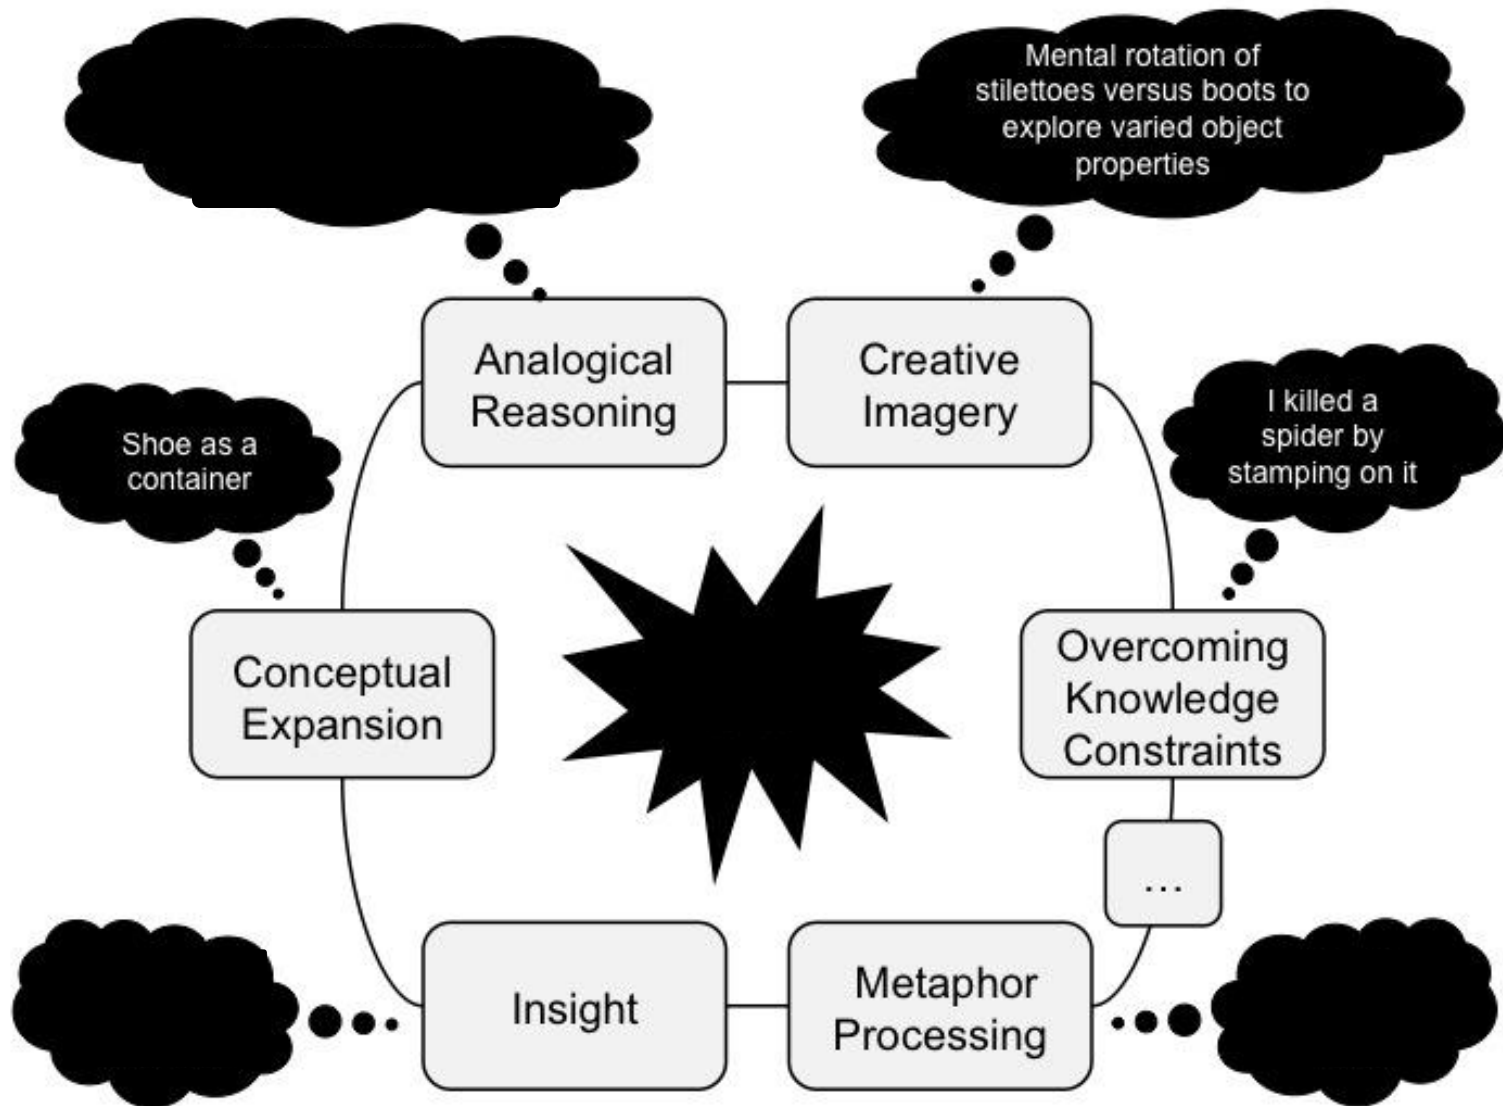 Mental rotation of
stilettoes versus boots to
explore varied object
properties
Analogical
Reasoning
Creative
Imagery
Shoe as a
container
I killed a
spider by
stamping on it
Conceptual
Expansion
Overcoming
Knowledge
Constraints
...
Insight
Metaphor
Processing